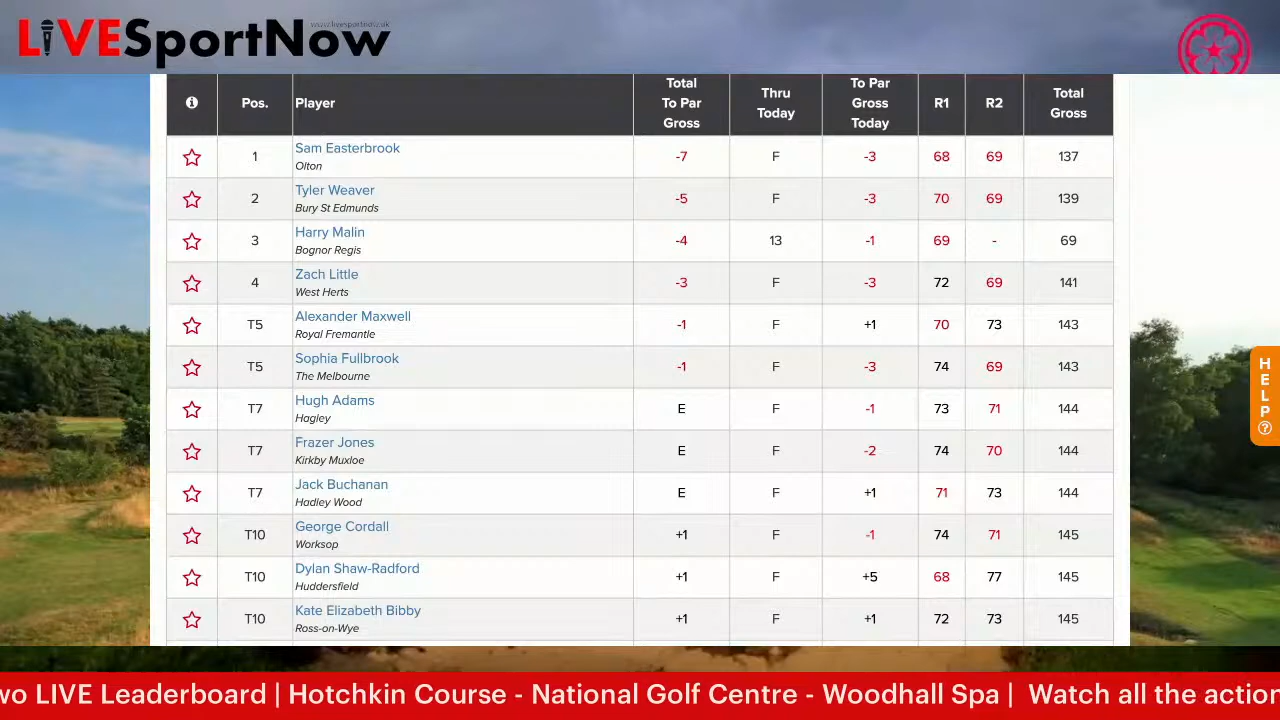 LIVESportNow
www.livesportnow.uk
Pos. Player Total To Par Gross Thru Today To Par Gross Today R1 R2 Total Gross
1 Sam Easterbrook -7 F -3 68 69 137
Olton
2 Tyler Weaver -5 F -3 70 69 139
Bury St Edmunds
3 Harry Malin -4 13 -1 69 - 69
Bognor Regis
4 Zach Little -3 F -3 72 69 141
West Herts
T5 Alexander Maxwell -1 F +1 70 73 143
Royal Fremantle
T5 Sophia Fullbrook -1 F -3 74 69 143
The Melbourne
T7 Hugh Adams E F -1 73 71 144
Hagley
T7 Frazer Jones E F -2 74 70 144
Kirkby Muxloe
T7 Jack Buchanan E F +1 71 73 144
Hadley Wood
T10 George Cordall +1 F -1 74 71 145
Worksop
T10 Dylan Shaw-Radford +1 F +5 68 77 145
Huddersfield
T10 Kate Elizabeth Bibby +1 F +1 72 73 145
Ross-on-Wye
HELP?
wo LIVE Leaderboard | Hotchkin Course - National Golf Centre - Woodhall Spa | Watch all the action